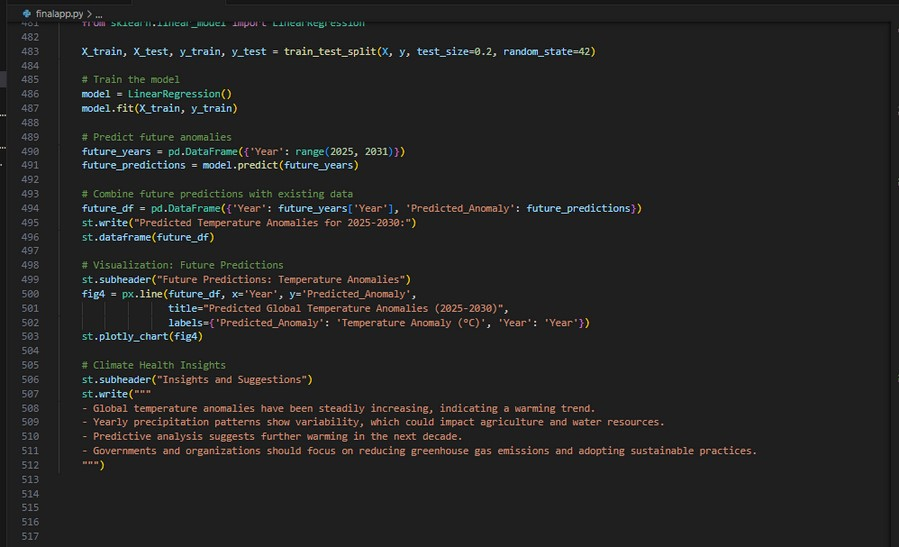 finalapp.py > ...
481 from sklearn.linear_model import LinearRegression
482
483 X_train, X_test, y_train, y_test = train_test_split(X, y, test_size=0.2, random_state=42)
484
485 # Train the model
486 model = LinearRegression()
487 model.fit(X_train, y_train)
488
489 # Predict future anomalies
490 future_years = pd.DataFrame({'Year': range(2025, 2031)})
491 future_predictions = model.predict(future_years)
492
493 # Combine future predictions with existing data
494 future_df = pd.DataFrame({'Year': future_years['Year'], 'Predicted_Anomaly': future_predictions})
495 st.write("Predicted Temperature Anomalies for 2025-2030:")
496 st.dataframe(future_df)
497
498 # Visualization: Future Predictions
499 st.subheader("Future Predictions: Temperature Anomalies")
500 fig4 = px.line(future_df, x='Year', y='Predicted_Anomaly',
501 title="Predicted Global Temperature Anomalies (2025-2030)",
502 labels={'Predicted_Anomaly': 'Temperature Anomaly (°C)', 'Year': 'Year'})
503 st.plotly_chart(fig4)
504
505 # Climate Health Insights
506 st.subheader("Insights and Suggestions")
507 st.write("""
508 - Global temperature anomalies have been steadily increasing, indicating a warming trend.
509 - Yearly precipitation patterns show variability, which could impact agriculture and water resources.
510 - Predictive analysis suggests further warming in the next decade.
511 - Governments and organizations should focus on reducing greenhouse gas emissions and adopting sustainable practices.
512 """)
513
514
515
516
517